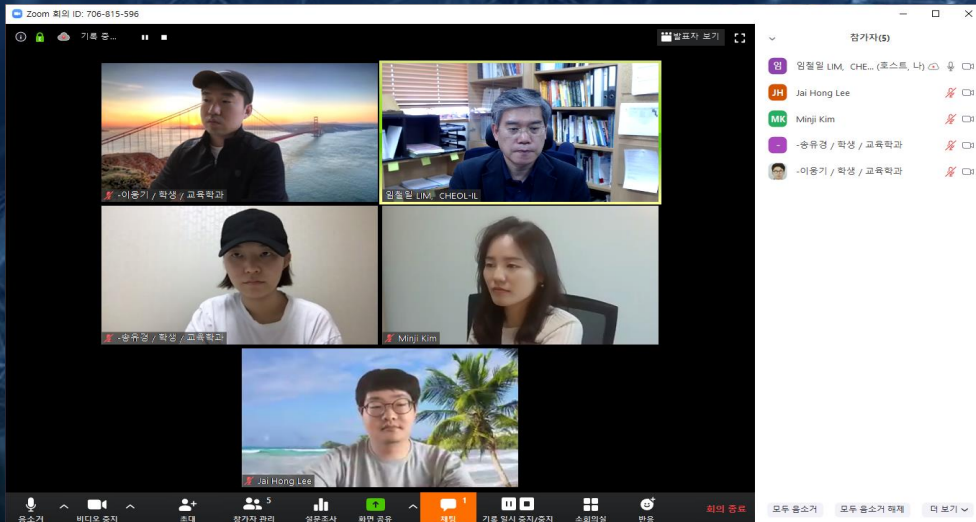 Zoom 회의 ID: 706-815-596
기록 중...
발표자 보기
-이웅기 / 학생 / 교육학과
임철일 LIM, CHEOL-IL
-송유경 / 학생 / 교육학과
Minji Kim
Jai Hong Lee
음소거
비디오 중지
초대
5
참가자 관리
설문조사
화면 공유
1
채팅
기록 일시 중지/중지
소회의실
반응
회의 종료
참가자(5)
임 임철일 LIM, CHE... (호스트, 나)
JH Jai Hong Lee
MK Minji Kim
- -송유경 / 학생 / 교육학과
-이웅기 / 학생 / 교육학과
모두 음소거
모두 음소거 해제
더 보기